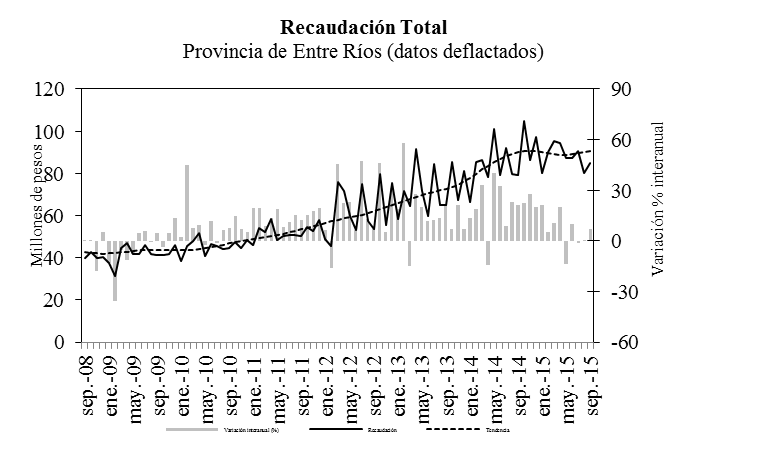 Recaudación Total
Provincia de Entre Ríos (datos deflactados)
120
100
80
60
40
20
0
Millones de pesos
90
60
30
0
-30
-60
Variación % interanual
sep.-08
ene.-09
may.-09
sep.-09
ene.-10
may.-10
sep.-10
ene.-11
may.-11
sep.-11
ene.-12
may.-12
sep.-12
ene.-13
may.-13
sep.-13
ene.-14
may.-14
sep.-14
ene.-15
may.-15
sep.-15
Variación interanual (%)
Recaudación
Tendencia